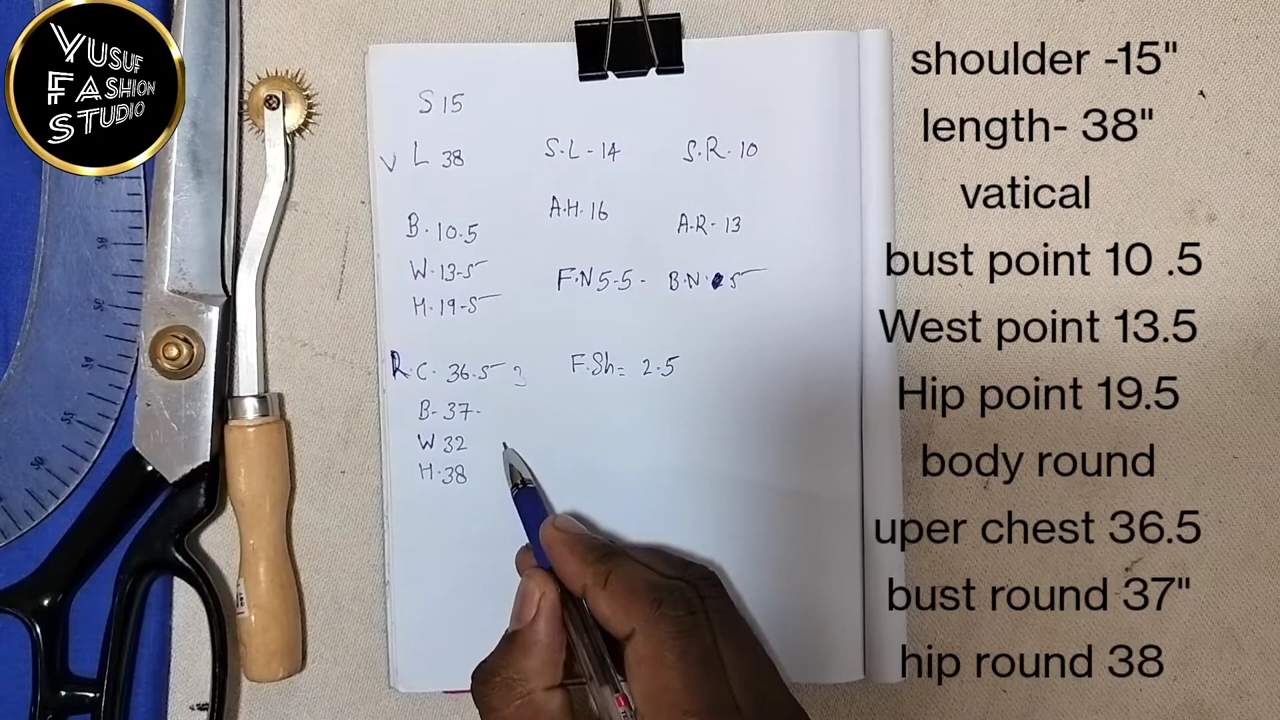 YUSUF
FASHION
STUDIO
S 15
V L 38
S.L-14
S.R. 10
A.H. 16
A.R- 13
B. 10.5
W. 13-5
H. 19-5
F.N 5-5 -
B.N. 5
R. C. 36.5
F.Sh= 2.5
B- 37-
W 32
H. 38
shoulder -15"
length- 38"
vatical
bust point 10 .5
West point 13.5
Hip point 19.5
body round
uper chest 36.5
bust round 37"
hip round 38